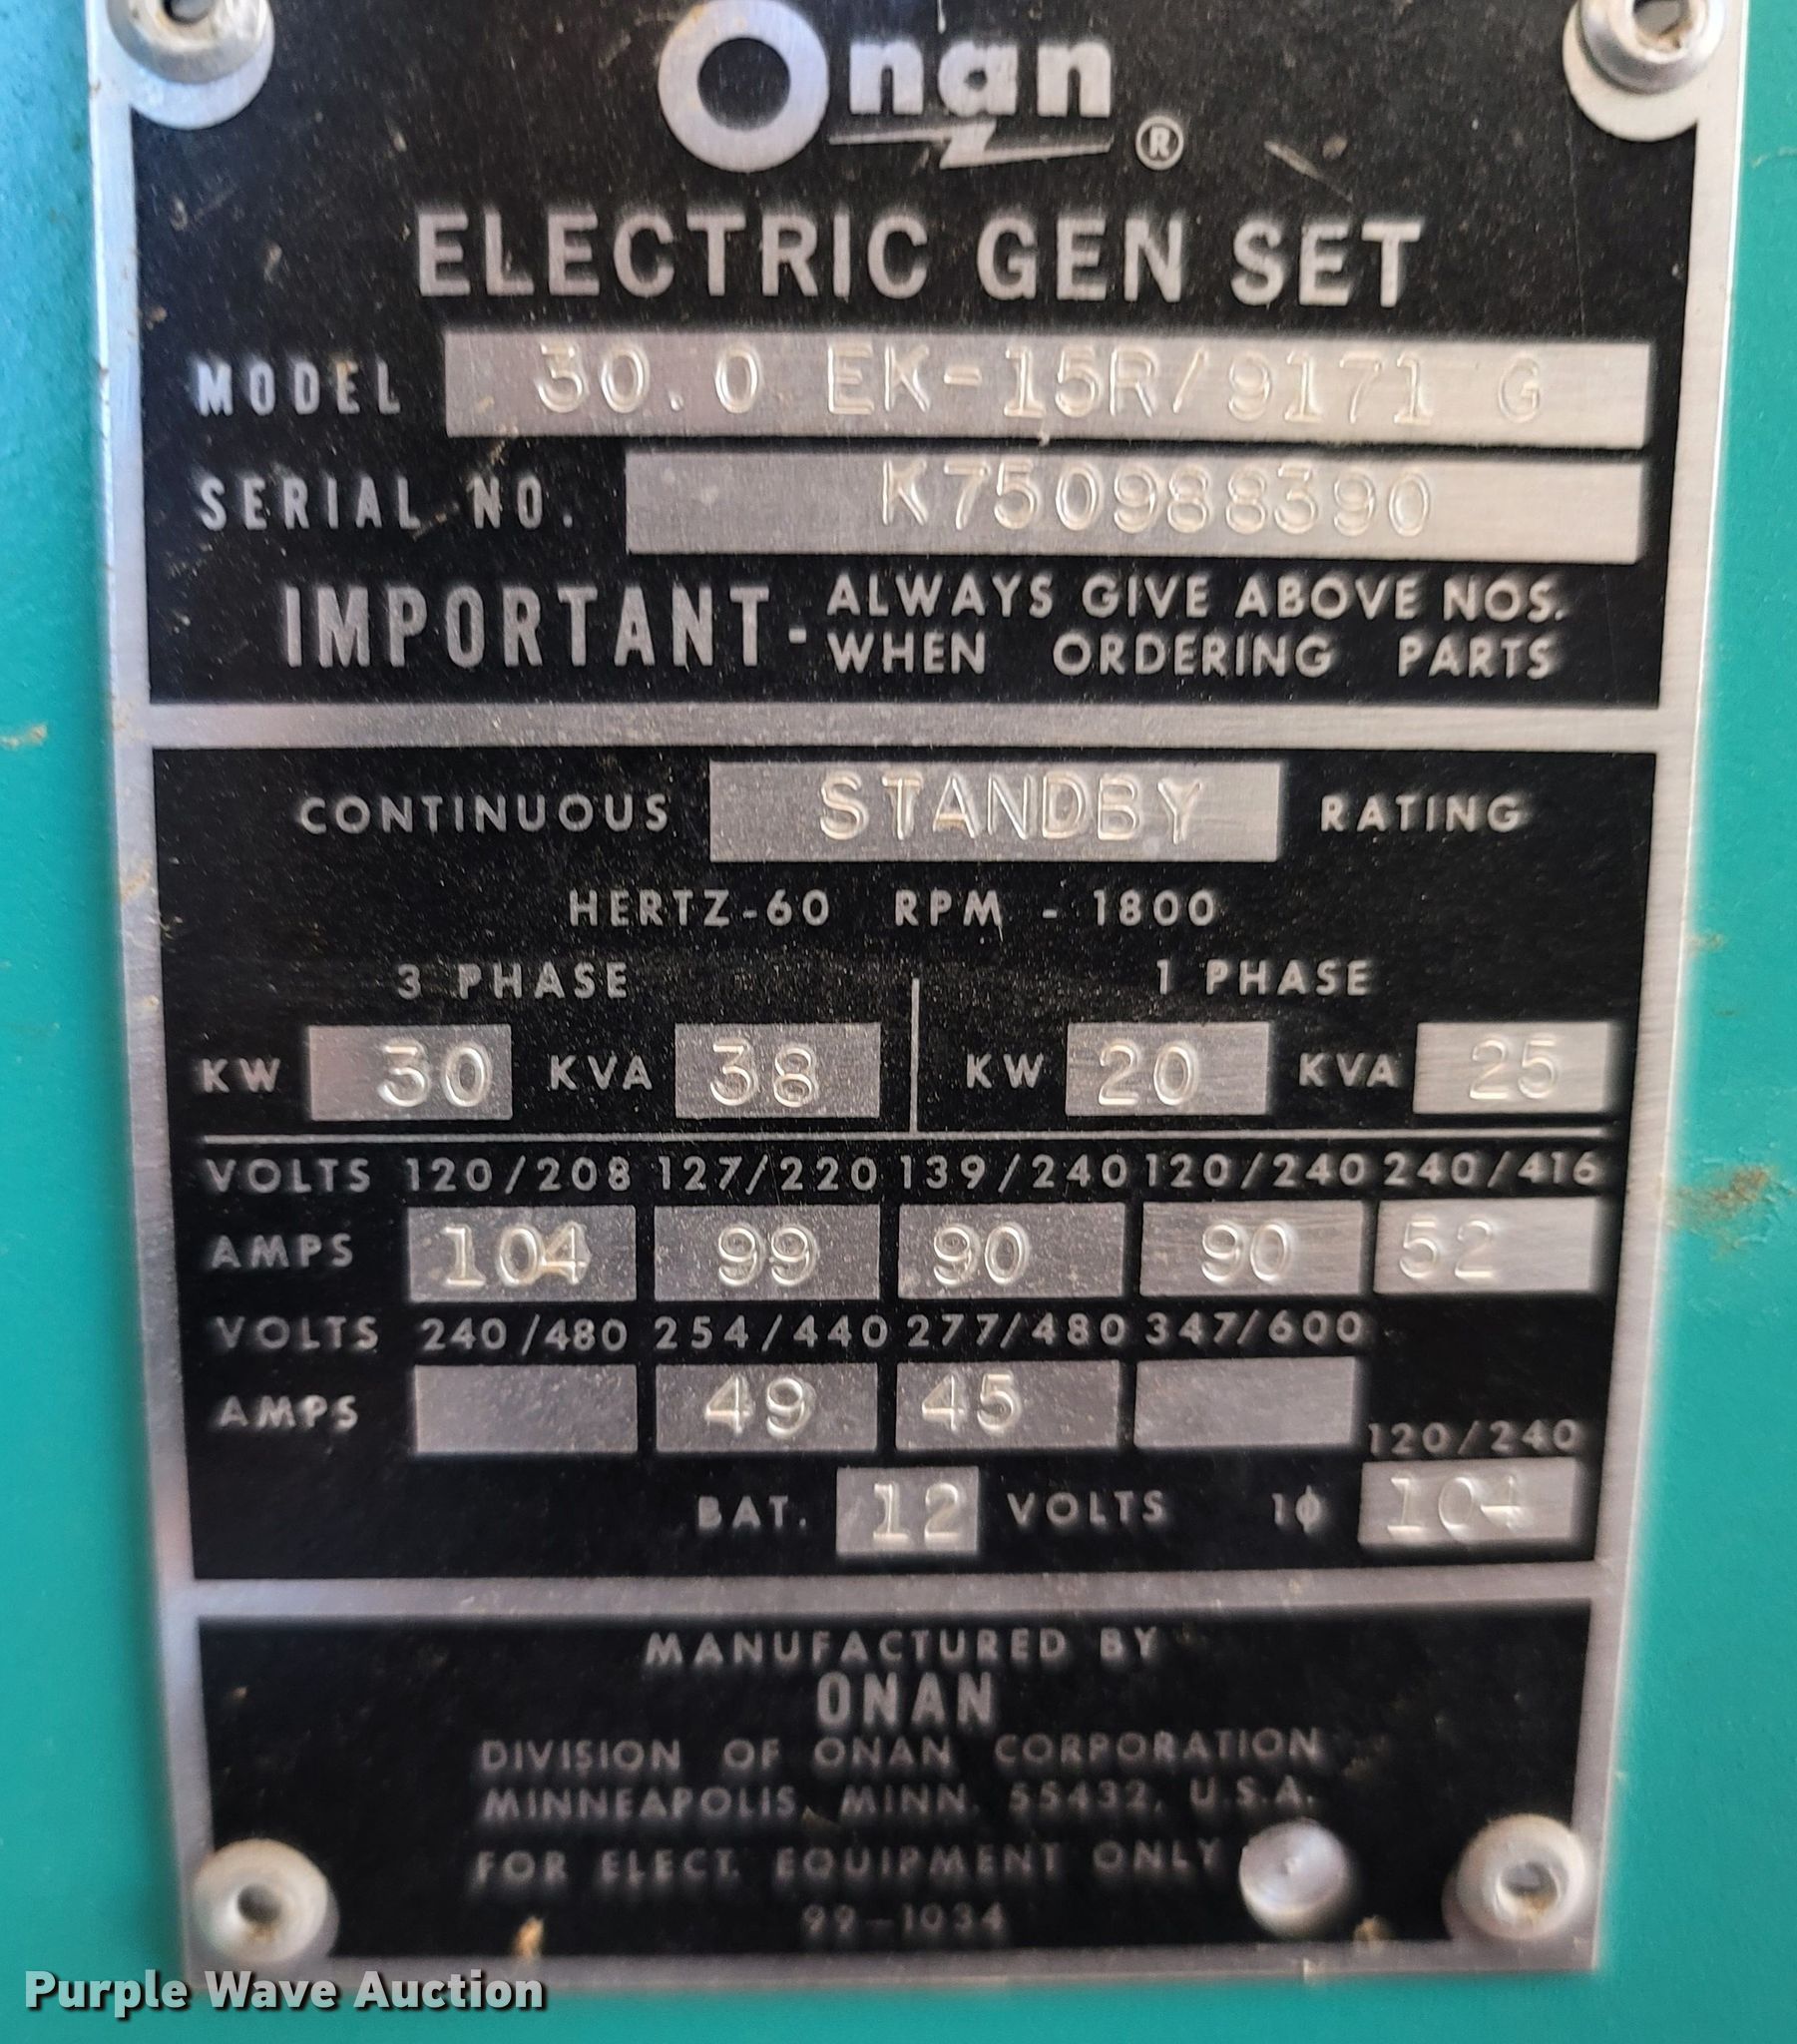 Onan ®
ELECTRIC GEN SET
MODEL 30.0 EK-15R/9171 G
SERIAL NO. K750988390
IMPORTANT - ALWAYS GIVE ABOVE NOS.
WHEN ORDERING PARTS
CONTINUOUS STANDBY RATING
HERTZ-60 RPM - 1800
3 PHASE 1 PHASE
KW 30 KVA 38 KW 20 KVA 25
VOLTS 120/208 127/220 139/240 120/240 240/416
AMPS 104 99 90 90 52
VOLTS 240/480 254/440 277/480 347/600
AMPS 49 45
120/240
BAT. 12 VOLTS 1ϕ 104
MANUFACTURED BY
ONAN
DIVISION OF ONAN CORPORATION
MINNEAPOLIS, MINN. 55432, U.S.A.
FOR ELECT. EQUIPMENT ONLY
99-1034
Purple Wave Auction